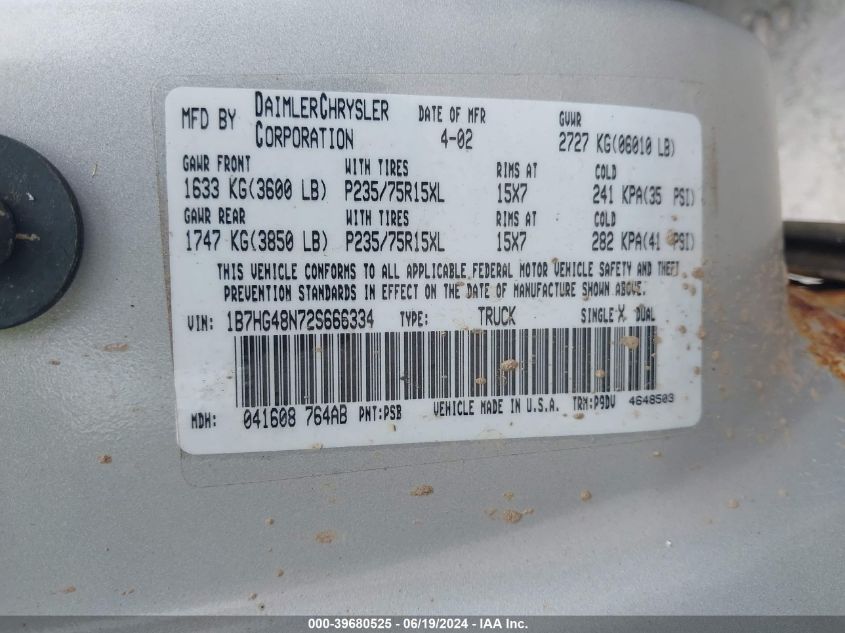 MFD BY DAIMLERCHRYSLER CORPORATION DATE OF MFR 4-02 GVWR 2727 KG(06010 LB)
GAWR FRONT WITH TIRES RIMS AT COLD
1633 KG(3600 LB) P235/75R15XL 15X7 241 KPA(35 PSI)
GAWR REAR WITH TIRES RIMS AT COLD
1747 KG(3850 LB) P235/75R15XL 15X7 282 KPA(41 PSI)
THIS VEHICLE CONFORMS TO ALL APPLICABLE FEDERAL MOTOR VEHICLE SAFETY AND THEFT
PREVENTION STANDARDS IN EFFECT ON THE DATE OF MANUFACTURE SHOWN ABOVE.
VIN: 1B7HG48N72S666334 TYPE: TRUCK SINGLE X DUAL
MDH: 041608 764AB PNT:PSB VEHICLE MADE IN U.S.A. TRM:P9DV 4648503
000-39680525 - 06/19/2024 - IAA Inc.